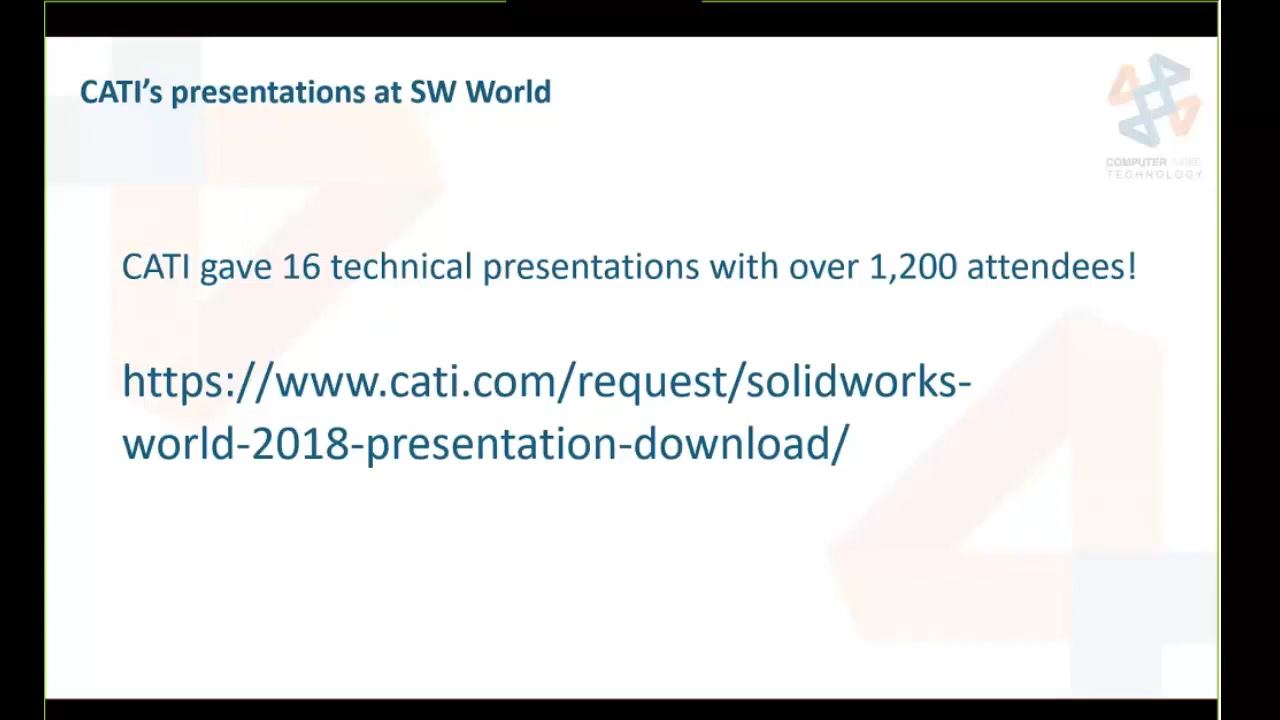 CATI's presentations at SW World
COMPUTER AIDED
TECHNOLOGY
CATI gave 16 technical presentations with over 1,200 attendees!
https://www.cati.com/request/solidworks-
world-2018-presentation-download/